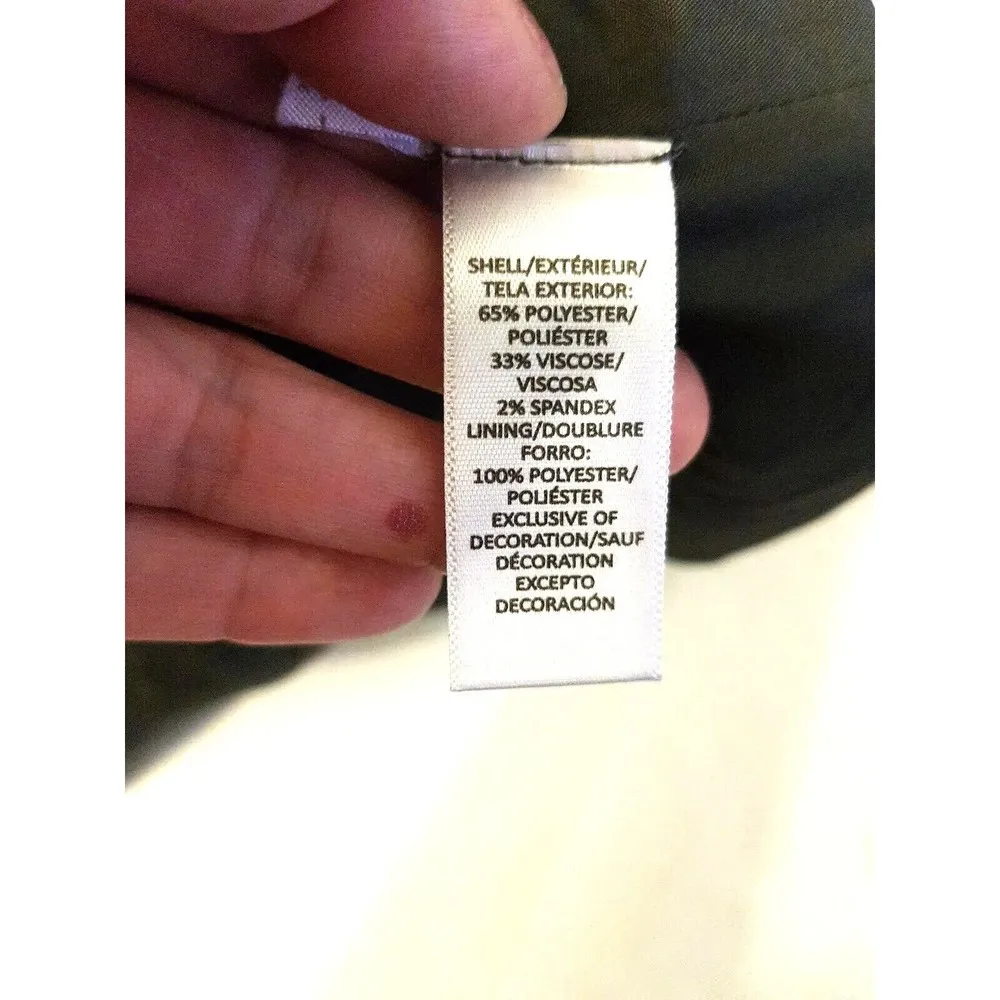 SHELL/EXTÉRIEUR/
TELA EXTERIOR:
65% POLYESTER/
POLIÉSTER
33% VISCOSE/
VISCOSA
2% SPANDEX
LINING/DOUBLURE
FORRO:
100% POLYESTER/
POLIÉSTER
EXCLUSIVE OF
DECORATION/SAUF
DÉCORATION
EXCEPTO
DECORACIÓN